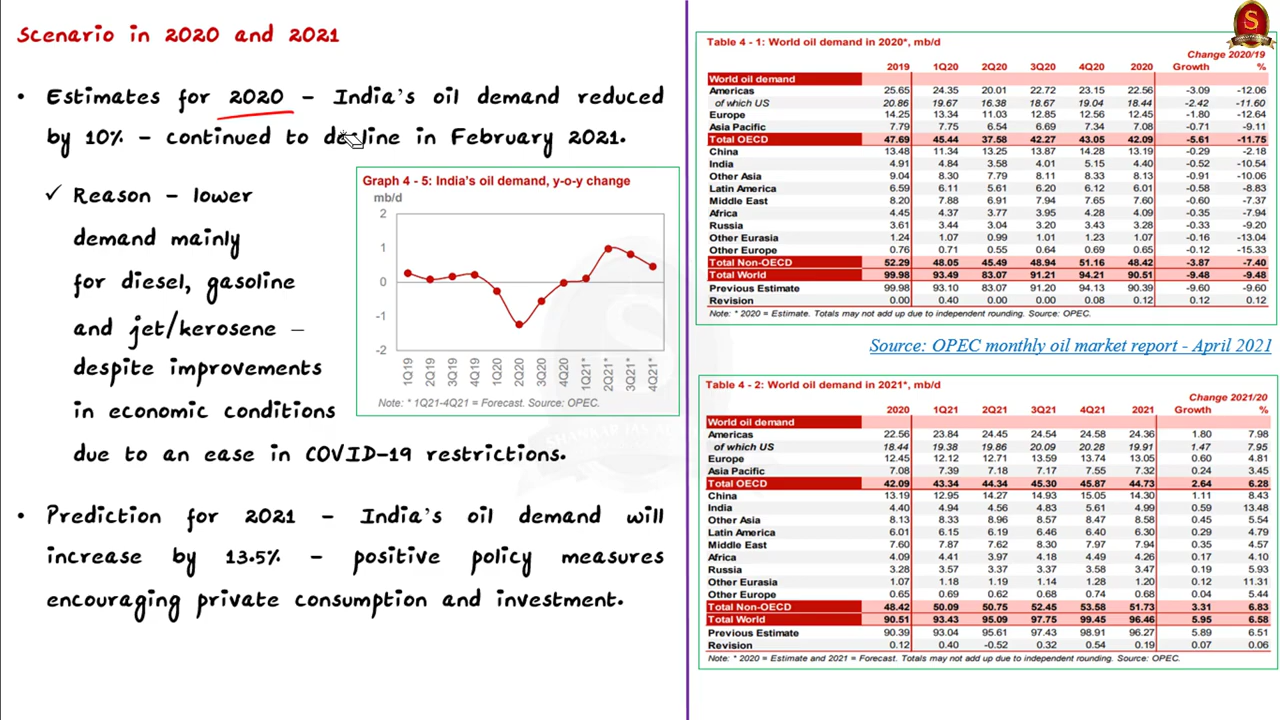 Scenario in 2020 and 2021
• Estimates for 2020 – India's oil demand reduced
by 10% – continued to decline in February 2021.
✓ Reason – lower
demand mainly
for diesel, gasoline
and jet/kerosene –
despite improvements
in economic conditions
due to an ease in COVID-19 restrictions.
• Prediction for 2021 – India's oil demand will
increase by 13.5% – positive policy measures
encouraging private consumption and investment.
Graph 4 - 5: India's oil demand, y-o-y change
mb/d
2
1
0
-1
-2
1Q19 2Q19 3Q19 4Q19 1Q20 2Q20 3Q20 4Q20 1Q21* 2Q21* 3Q21* 4Q21*
Note: * 1Q21-4Q21 = Forecast. Source: OPEC.
Table 4 - 1: World oil demand in 2020*, mb/d
Change 2020/19
2019 1Q20 2Q20 3Q20 4Q20 2020 Growth %
World oil demand
Americas 25.65 24.35 20.01 22.72 23.15 22.56 -3.09 -12.06
of which US 20.86 19.67 16.38 18.67 19.04 18.44 -2.42 -11.60
Europe 14.25 13.34 11.03 12.85 12.56 12.45 -1.80 -12.64
Asia Pacific 7.79 7.75 6.54 6.69 7.34 7.08 -0.71 -9.11
Total OECD 47.69 45.44 37.58 42.27 43.05 42.09 -5.61 -11.75
China 13.48 11.34 13.25 13.87 14.28 13.19 -0.29 -2.18
India 4.91 4.84 3.58 4.01 5.15 4.40 -0.52 -10.54
Other Asia 9.04 8.30 7.79 8.11 8.33 8.13 -0.91 -10.06
Latin America 6.59 6.11 5.61 6.20 6.12 6.01 -0.58 -8.83
Middle East 8.20 7.88 6.91 7.94 7.65 7.60 -0.60 -7.37
Africa 4.45 4.37 3.77 3.95 4.28 4.09 -0.35 -7.94
Russia 3.61 3.44 3.04 3.20 3.43 3.28 -0.33 -9.20
Other Eurasia 1.24 1.07 0.99 1.01 1.23 1.07 -0.16 -13.04
Other Europe 0.76 0.71 0.55 0.64 0.69 0.65 -0.12 -15.33
Total Non-OECD 52.29 48.05 45.49 48.94 51.16 48.42 -3.87 -7.40
Total World 99.98 93.49 83.07 91.21 94.21 90.51 -9.48 -9.48
Previous Estimate 99.98 93.10 83.07 91.20 94.13 90.39 -9.60 -9.60
Revision 0.00 0.40 0.00 0.00 0.08 0.12 0.12 0.12
Note: * 2020 = Estimate. Totals may not add up due to independent rounding. Source: OPEC.
Source: OPEC monthly oil market report - April 2021
Table 4 - 2: World oil demand in 2021*, mb/d
Change 2021/20
2020 1Q21 2Q21 3Q21 4Q21 2021 Growth %
World oil demand
Americas 22.56 23.84 24.45 24.54 24.58 24.36 1.80 7.98
of which US 18.44 19.38 19.86 20.09 20.28 19.91 1.47 7.95
Europe 12.45 12.12 12.71 13.59 13.74 13.05 0.60 4.81
Asia Pacific 7.08 7.39 7.18 7.17 7.55 7.32 0.24 3.45
Total OECD 42.09 43.34 44.34 45.30 45.87 44.73 2.64 6.28
China 13.19 12.95 14.27 14.93 15.05 14.30 1.11 8.43
India 4.40 4.94 4.56 4.83 5.61 4.99 0.59 13.48
Other Asia 8.13 8.33 8.96 8.57 8.47 8.58 0.45 5.54
Latin America 6.01 6.15 6.19 6.46 6.40 6.30 0.29 4.79
Middle East 7.60 7.87 7.62 8.30 7.97 7.94 0.35 4.57
Africa 4.09 4.41 3.97 4.18 4.49 4.26 0.17 4.10
Russia 3.28 3.57 3.37 3.37 3.58 3.47 0.19 5.93
Other Eurasia 1.07 1.18 1.19 1.14 1.28 1.20 0.12 11.31
Other Europe 0.65 0.69 0.62 0.68 0.74 0.68 0.04 5.44
Total Non-OECD 48.42 50.09 50.75 52.45 53.58 51.73 3.31 6.83
Total World 90.51 93.43 95.09 97.75 99.45 96.46 5.95 6.58
Previous Estimate 90.39 93.04 95.61 97.43 98.91 96.27 5.89 6.51
Revision 0.12 0.40 -0.52 0.32 0.54 0.19 0.07 0.06
Note: * 2020 = Estimate and 2021 = Forecast. Totals may not add up due to independent rounding. Source: OPEC.